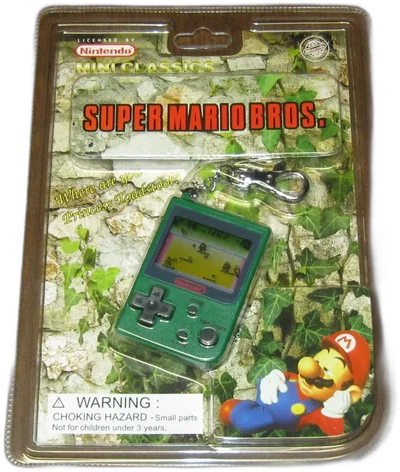 LICENSED BY
Nintendo
MINI CLASSICS
SUPER MARIO BROS.
Where are you
Princess Toadstool?
Nintendo
M
WARNING :
CHOKING HAZARD - Small parts
Not for children under 3 years.